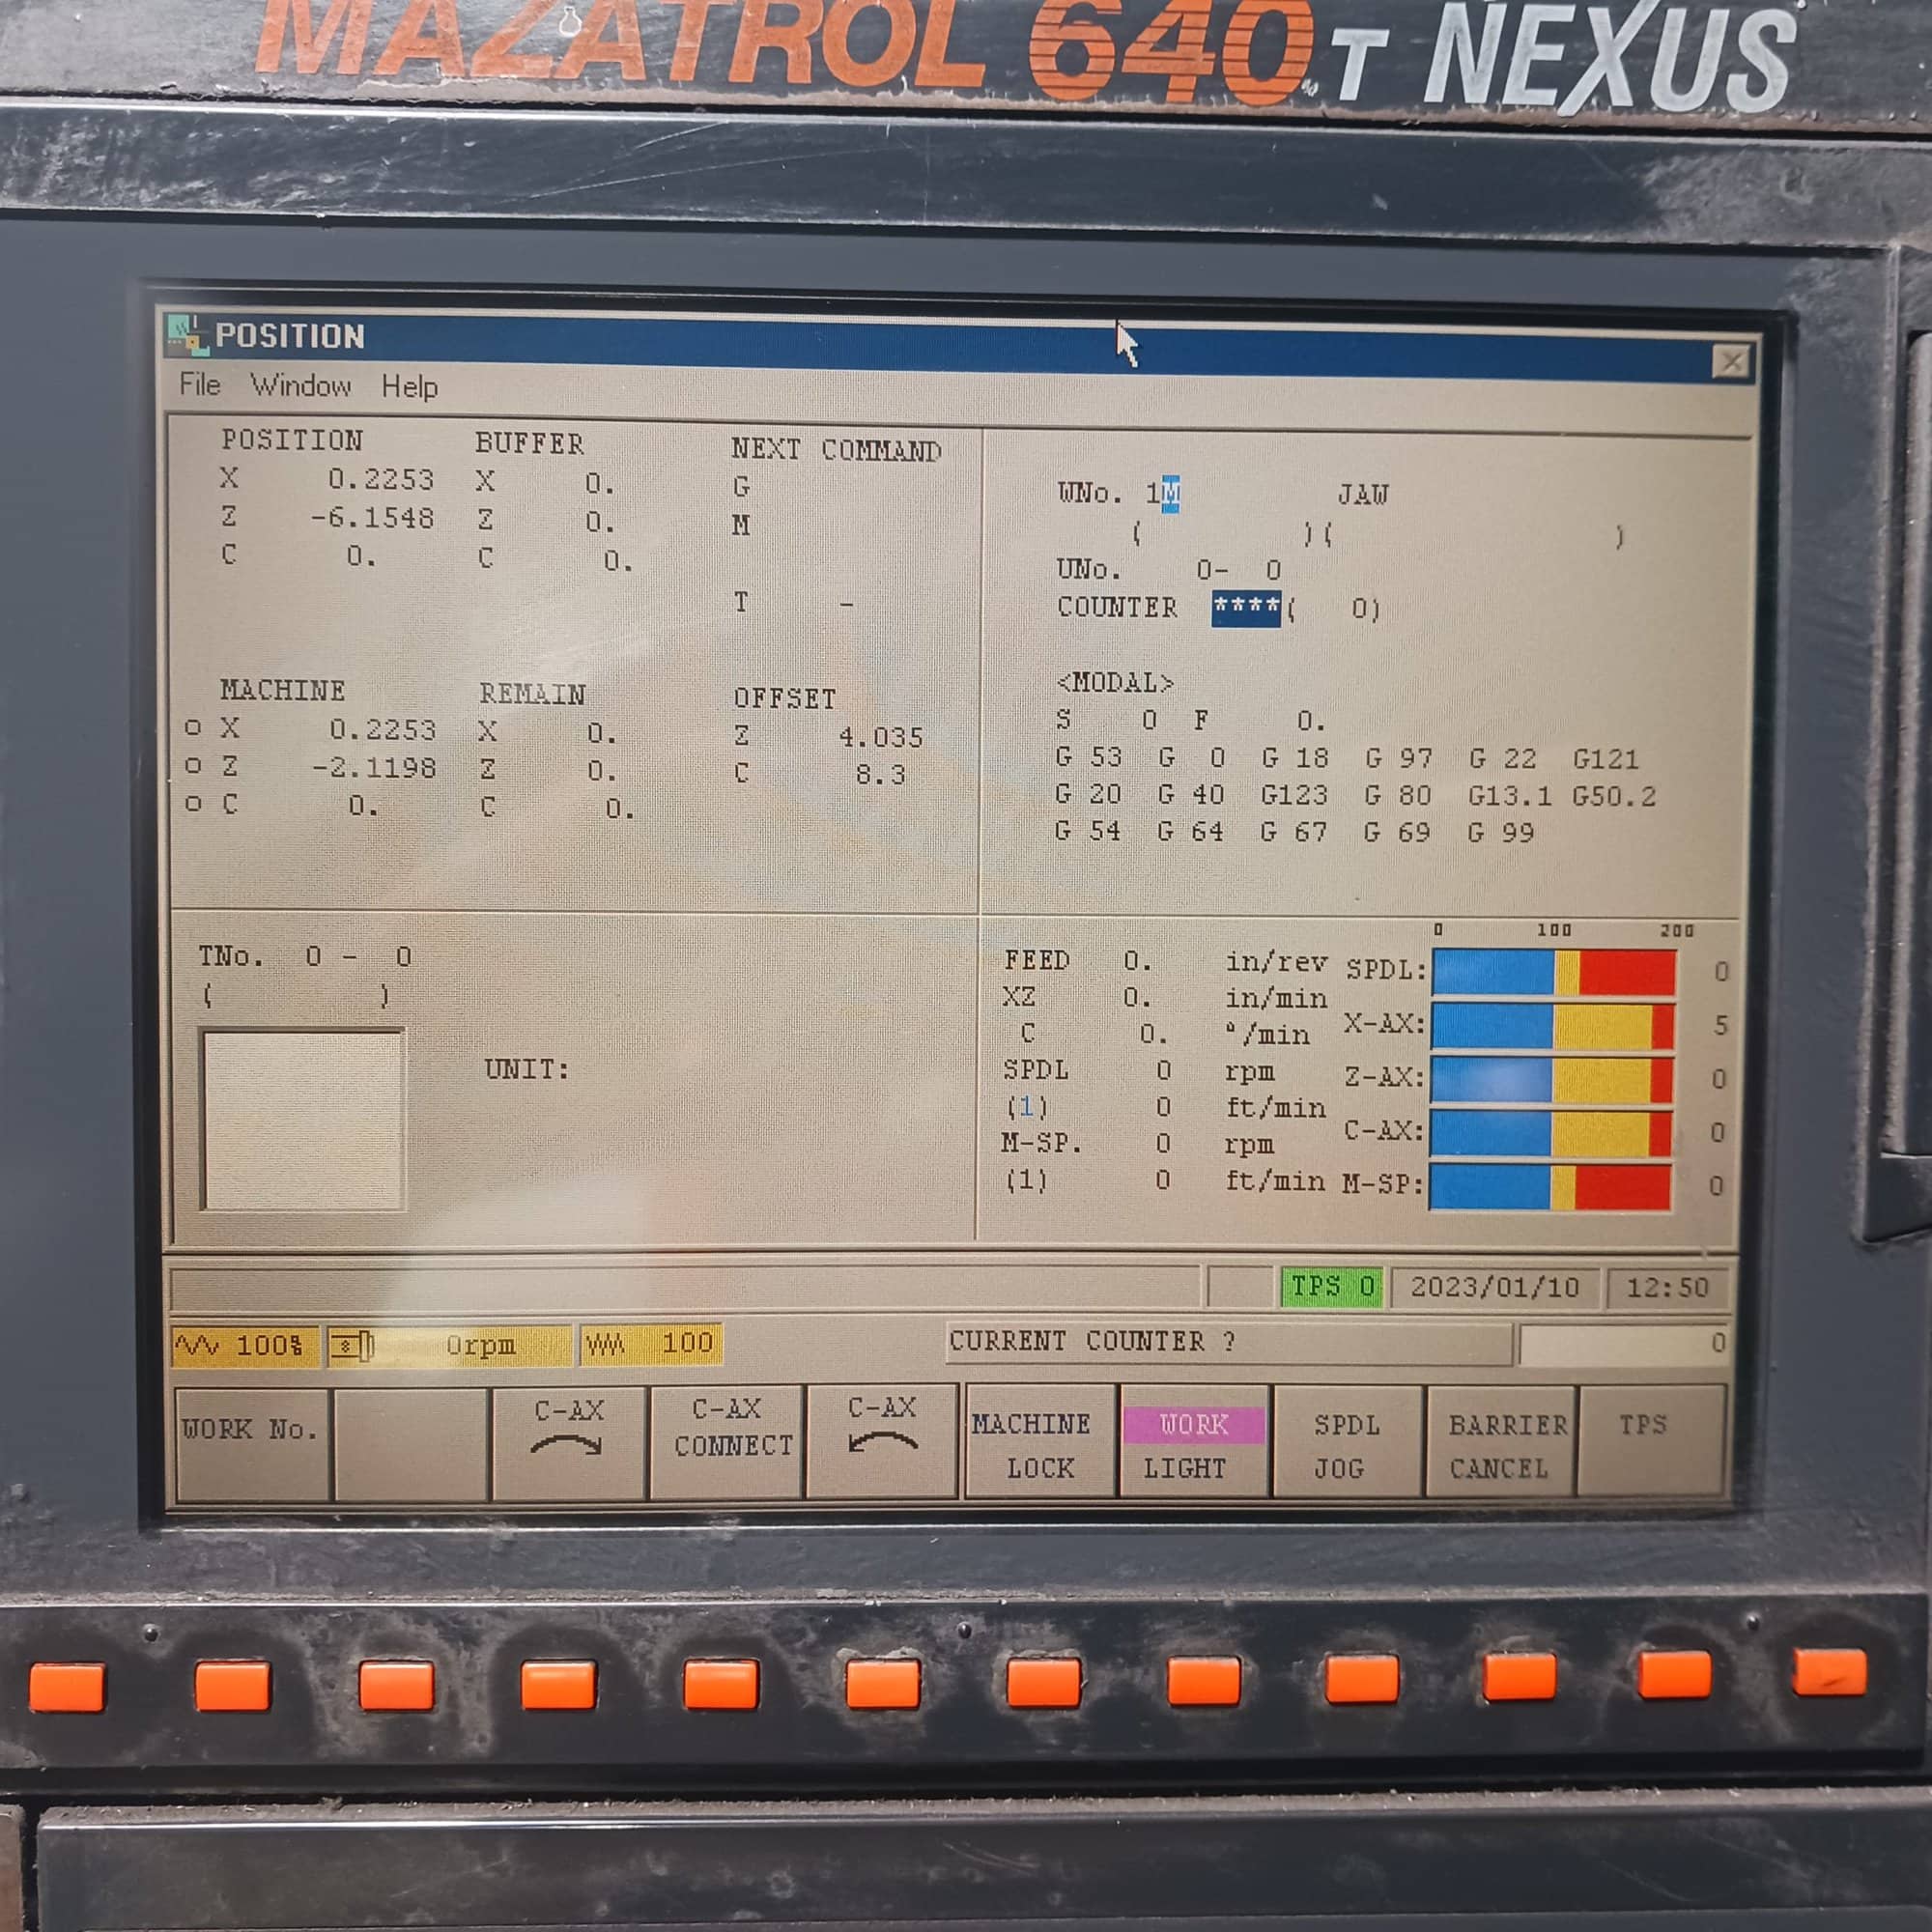 MAZATROL 640T NEXUS
POSITION
File Window Help
POSITION BUFFER NEXT COMMAND
X 0.2253 X 0. G
Z -6.1548 Z 0. M
C 0. C 0.
T -
MACHINE REMAIN OFFSET
o X 0.2253 X 0. Z 4.035
o Z -2.1198 Z 0. C 8.3
o C 0. C 0.
WNo. 1M JAW
( )( )
UNo. 0- 0
COUNTER ****( 0)
<MODAL>
S 0 F 0.
G 53 G 0 G 18 G 97 G 22 G121
G 20 G 40 G123 G 80 G13.1 G50.2
G 54 G 64 G 67 G 69 G 99
TNo. 0 - 0
( )
UNIT:
0 100 200
FEED 0. in/rev SPDL: 0
XZ 0. in/min X-AX: 5
C 0. °/min
SPDL 0 rpm Z-AX: 0
(1) 0 ft/min C-AX: 0
M-SP. 0 rpm
(1) 0 ft/min M-SP: 0
TPS 0 2023/01/10 12:50
100% 0rpm 100 CURRENT COUNTER ? 0
WORK No. C-AX C-AX CONNECT C-AX MACHINE LOCK WORK LIGHT SPDL JOG BARRIER CANCEL TPS